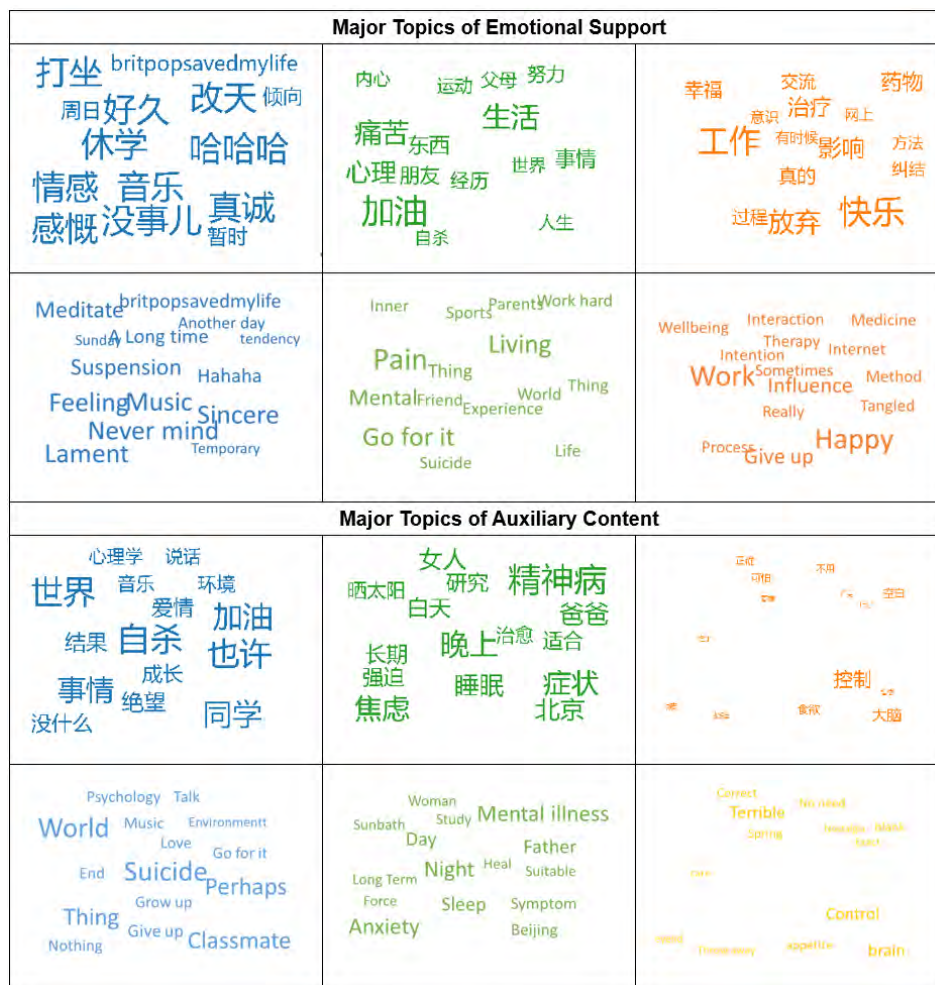 Major Topics of Emotional Support
打坐 britpopsavedmylife
周日 好久 改天 倾向
休学 哈哈哈
情感 音乐 真诚
感慨 没事儿 暂时
内心 运动 父母 努力
痛苦 东西 生活
心理 朋友 经历 世界 事情
加油 自杀 人生
幸福 交流 药物
意识 治疗 网上
工作 有时候 影响 方法
真的 纠结
过程 放弃 快乐
Meditate britpopsavedmylife
Another day
Sunday A Long time tendency
Suspension Hahaha
Feeling Music Sincere
Never mind
Lament Temporary
Inner Sports Parents Work hard
Pain Thing Living
Mental Friend Experience World Thing
Go for it
Suicide Life
Wellbeing Interaction Medicine
Therapy
Intention Internet
Work Sometimes Influence Method
Really Tangled
Process Give up Happy
Major Topics of Auxiliary Content
心理学 说话
世界 音乐 环境
爱情 加油
结果 自杀 也许
事情 成长
绝望 同学
没什么
女人
晒太阳 研究 精神病
白天 爸爸
晚上 治愈 适合
长期
强迫 睡眠 症状
焦虑 北京
正确 不用
可怕 空白
控制
食欲 大脑
Psychology Talk
World Music Environmentt
Love Go for it
End Suicide Perhaps
Grow up
Thing Give up Classmate
Nothing
Woman
Sunbath Study Mental illness
Day Father
Night Heal Suitable
Long Term
Force Sleep Symptom
Anxiety Beijing
Correct No need
Terrible
Spring
Control
appetite brain